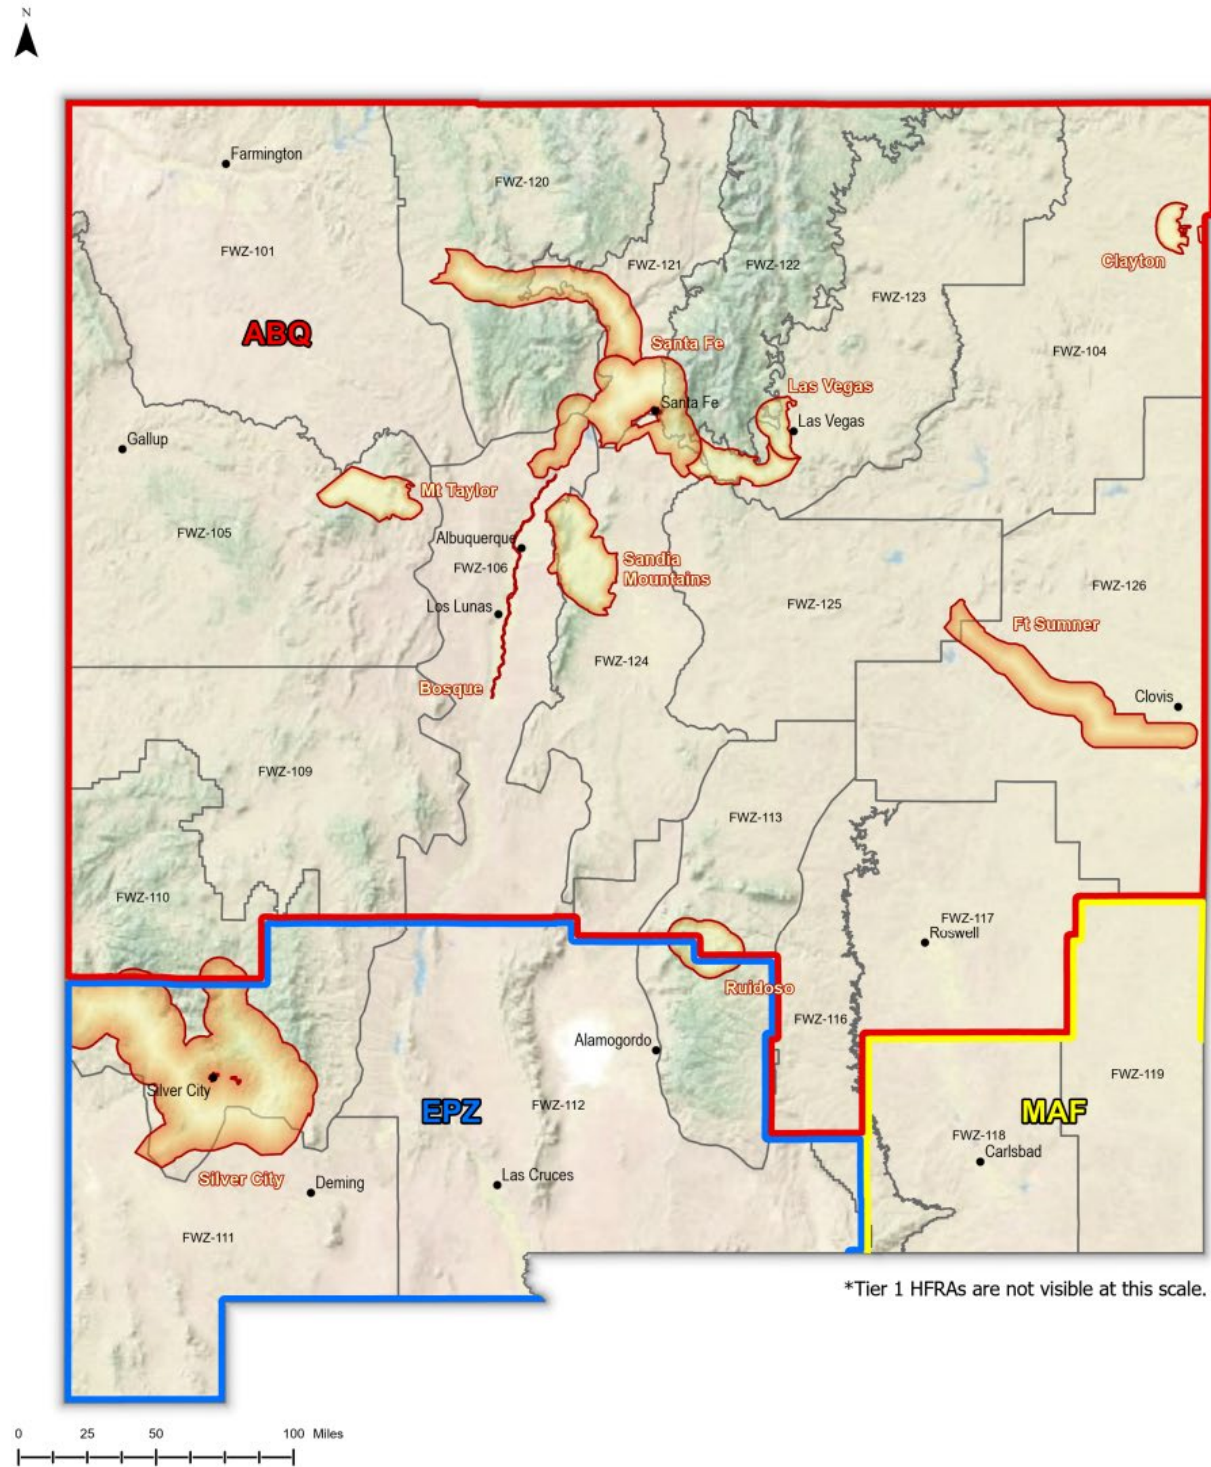 N
Farmington
FWZ-120
FWZ-101
FWZ-121
FWZ-122
Clayton
FWZ-123
ABQ
Santa Fe
FWZ-104
Las Vegas
Santa Fe
Las Vegas
Gallup
Mt Taylor
FWZ-105
Albuquerque
Sandia
Mountains
FWZ-106
FWZ-126
Los Lunas
FWZ-125
Ft Sumner
FWZ-124
Bosque
Clovis
FWZ-109
FWZ-113
FWZ-110
FWZ-117
Roswell
Ruidoso
FWZ-116
Alamogordo
FWZ-119
Silver City
EPZ
FWZ-112
MAF
FWZ-118
Carlsbad
Silver City
Deming
Las Cruces
FWZ-111
*Tier 1 HFRAs are not visible at this scale.
0 25 50 100 Miles